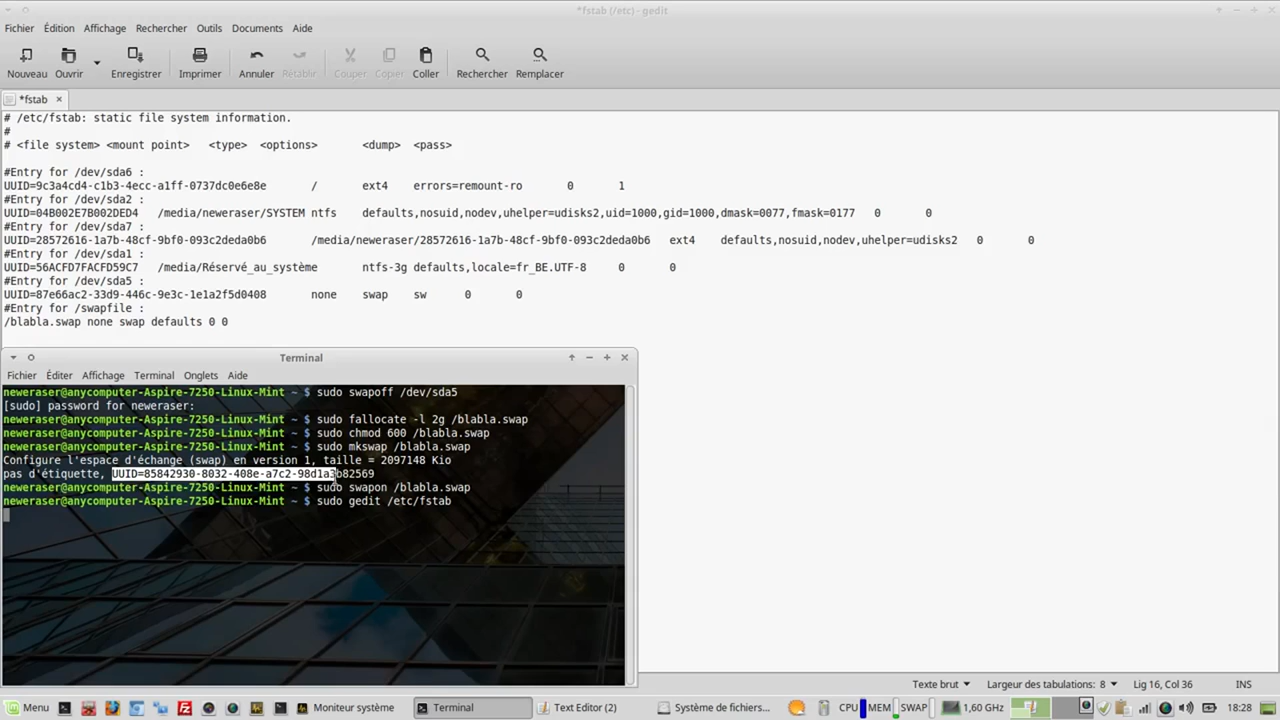 *fstab (/etc) - gedit
Fichier Édition Affichage Rechercher Outils Documents Aide
Nouveau Ouvrir Enregistrer Imprimer Annuler Rétablir Couper Copier Coller Rechercher Remplacer
*fstab
# /etc/fstab: static file system information.
#
# <file system> <mount point> <type> <options> <dump> <pass>
#Entry for /dev/sda6 :
UUID=9c3a4cd4-c1b3-4ecc-a1ff-0737dc0e6e8e / ext4 errors=remount-ro 0 1
#Entry for /dev/sda2 :
UUID=04B002E7B002DED4 /media/neweraser/SYSTEM ntfs defaults,nosuid,nodev,uhelper=udisks2,uid=1000,gid=1000,dmask=0077,fmask=0177 0 0
#Entry for /dev/sda7 :
UUID=28572616-1a7b-48cf-9bf0-093c2deda0b6 /media/neweraser/28572616-1a7b-48cf-9bf0-093c2deda0b6 ext4 defaults,nosuid,nodev,uhelper=udisks2 0 0
#Entry for /dev/sda1 :
UUID=56ACFD7FACFD59C7 /media/Réservé_au_système ntfs-3g defaults,locale=fr_BE.UTF-8 0 0
#Entry for /dev/sda5 :
UUID=87e66ac2-33d9-446c-9e3c-1e1a2f5d0408 none swap sw 0 0
#Entry for /swapfile :
/blabla.swap none swap defaults 0 0
Terminal
Fichier Éditer Affichage Terminal Onglets Aide
neweraser@anycomputer-Aspire-7250-Linux-Mint ~ $ sudo swapoff /dev/sda5
[sudo] password for neweraser:
neweraser@anycomputer-Aspire-7250-Linux-Mint ~ $ sudo fallocate -l 2g /blabla.swap
neweraser@anycomputer-Aspire-7250-Linux-Mint ~ $ sudo chmod 600 /blabla.swap
neweraser@anycomputer-Aspire-7250-Linux-Mint ~ $ sudo mkswap /blabla.swap
Configure l'espace d'échange (swap) en version 1, taille = 2097148 Kio
pas d'étiquette, UUID=85842930-8032-408e-a7c2-98d1a3b82569
neweraser@anycomputer-Aspire-7250-Linux-Mint ~ $ sudo swapon /blabla.swap
neweraser@anycomputer-Aspire-7250-Linux-Mint ~ $ sudo gedit /etc/fstab
Texte brut Largeur des tabulations: 8 Lig 16, Col 36 INS
Menu Moniteur système Terminal Text Editor (2) Système de fichiers... CPU MEM SWAP 1,60 GHz 18:28